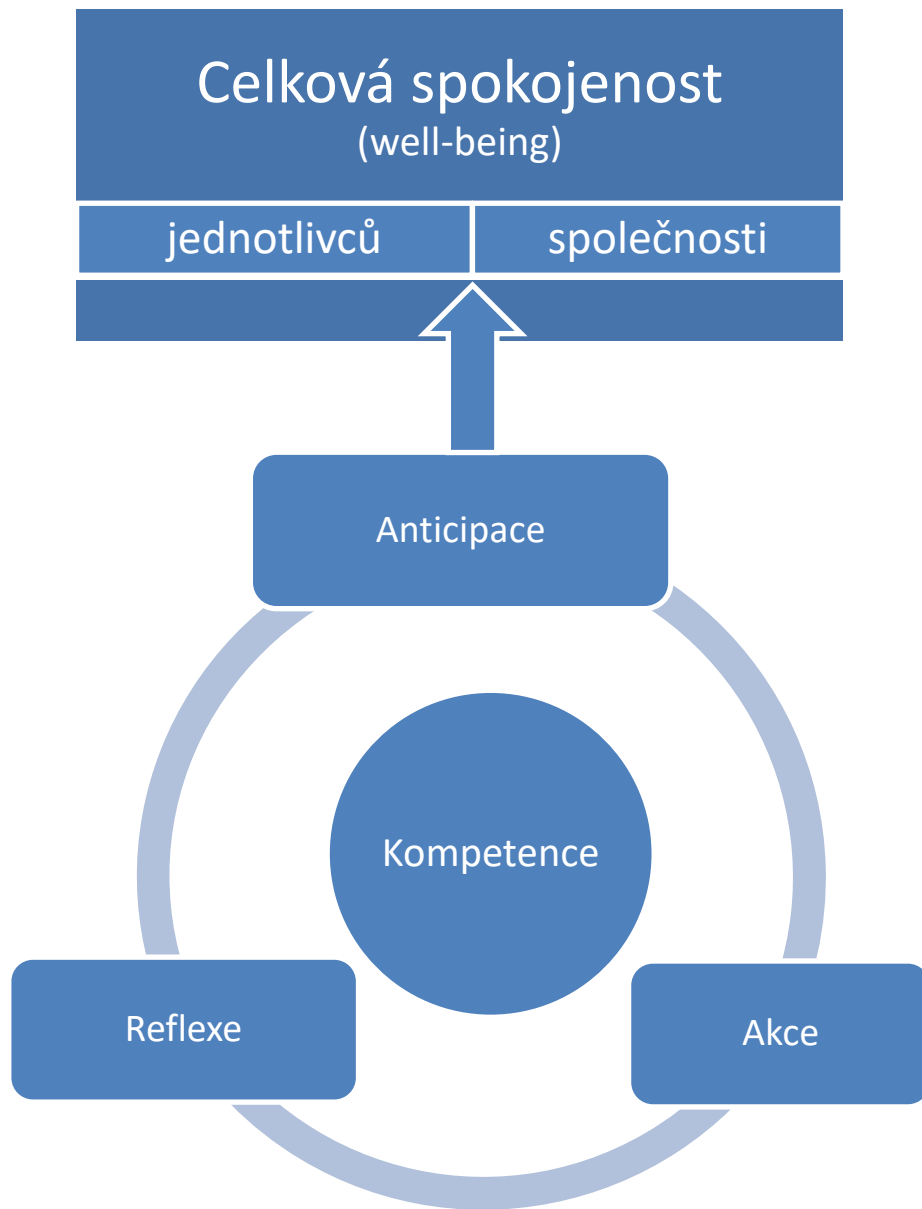 Celková spokojenost
(well-being)
jednotlivců
společnosti
Anticipace
Kompetence
Reflexe
Akce